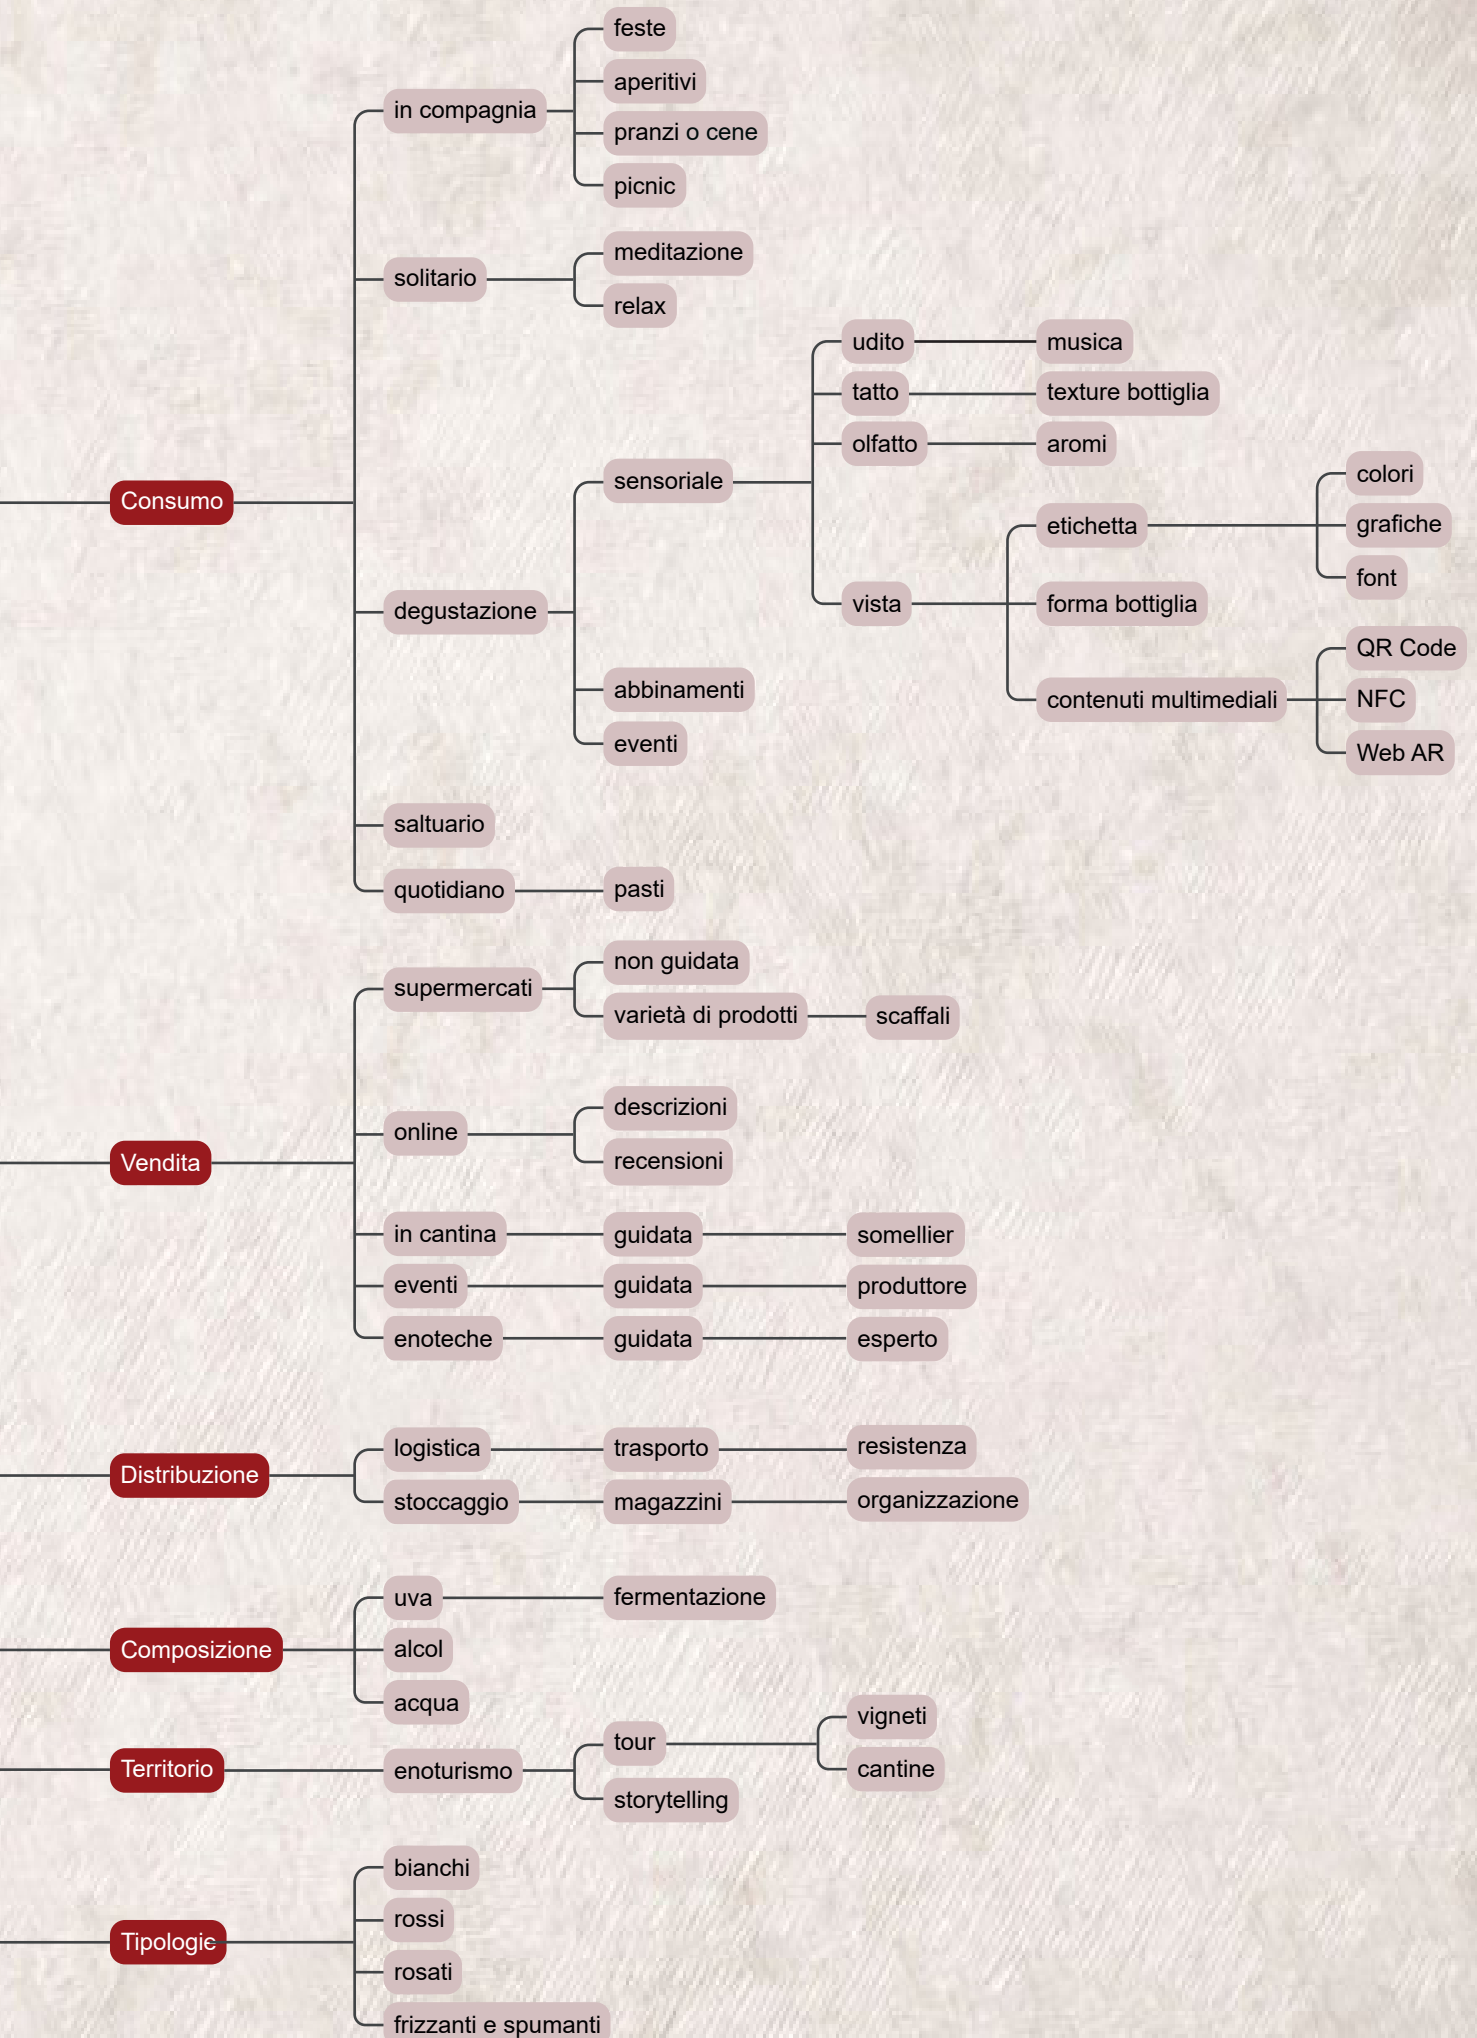 feste
aperitivi
in compagnia
pranzi o cene
picnic
meditazione
solitario
relax
udito
musica
tatto
texture bottiglia
olfatto
aromi
sensoriale
colori
Consumo
etichetta
grafiche
font
degustazione
vista
forma bottiglia
QR Code
abbinamenti
contenuti multimediali
NFC
eventi
Web AR
saltuario
quotidiano
pasti
non guidata
supermercati
varietà di prodotti
scaffali
descrizioni
online
recensioni
Vendita
in cantina
guidata
somellier
eventi
guidata
produttore
enoteche
guidata
esperto
logistica
trasporto
resistenza
Distribuzione
stoccaggio
magazzini
organizzazione
uva
fermentazione
Composizione
alcol
acqua
vigneti
tour
Territorio
enoturismo
cantine
storytelling
bianchi
rossi
Tipologie
rosati
frizzanti e spumanti